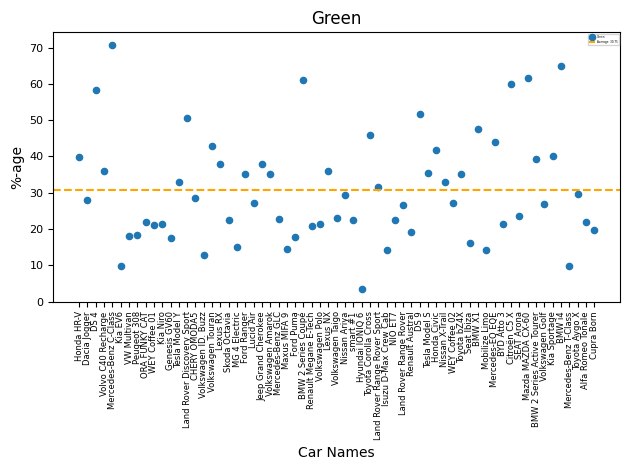 Green
%-age
70
60
50
40
30
20
10
0
Honda HR-V
Dacia Jogger
DS 4
Volvo C40 Recharge
Mercedes-Benz C-Class
Kia EV6
VW Multivan
Peugeot 308
ORA FUNKY CAT
WEY Coffee 01
Kia Niro
Genesis GV60
Tesla Model Y
Land Rover Discovery Sport
CHERY OMODA5
Volkswagen ID. Buzz
Volkswagen Touran
Lexus RX
Skoda Octavia
MG 4 Electric
Ford Ranger
Lucid Air
Jeep Grand Cherokee
Volkswagen Amarok
Mercedes-Benz GLC
Maxus MIFA 9
Ford Puma
BMW 2 Series Coupe
Renault Megane E-Tech
Volkswagen Polo
Lexus NX
Volkswagen Taigo
Nissan Ariya
smart #1
Hyundai IONIQ 6
Toyota Corolla Cross
Land Rover Range Rover Sport
Isuzu D-Max Crew Cab
NIO ET7
Land Rover Range Rover
Renault Austral
DS 9
Tesla Model S
Honda Civic
Nissan X-Trail
WEY Coffee 02
Toyota bZ4X
Seat Ibiza
BMW X1
Mobilize Limo
Mercedes-EQ EQE
BYD Atto 3
Citroen C5 X
SEAT Arona
Mazda MAZDA CX-60
BMW 2 Series Active Tourer
Volkswagen Golf
Kia Sportage
BMW i4
Mercedes-Benz T-Class
Toyota Aygo X
Alfa Romeo Tonale
Cupra Born
Car Names